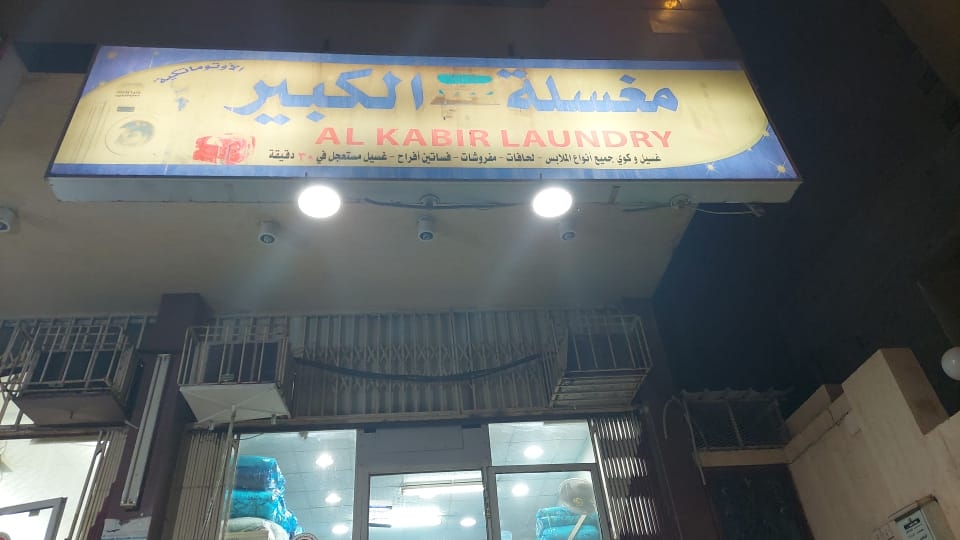 مغسلة الكبير
الأوتوماتيكية
AL KABIR LAUNDRY
غسيل وكوي جميع انواع الملابس - لحافات - مفروشات - فساتين أفراح - غسيل مستعجل في ٣٠ دقيقة